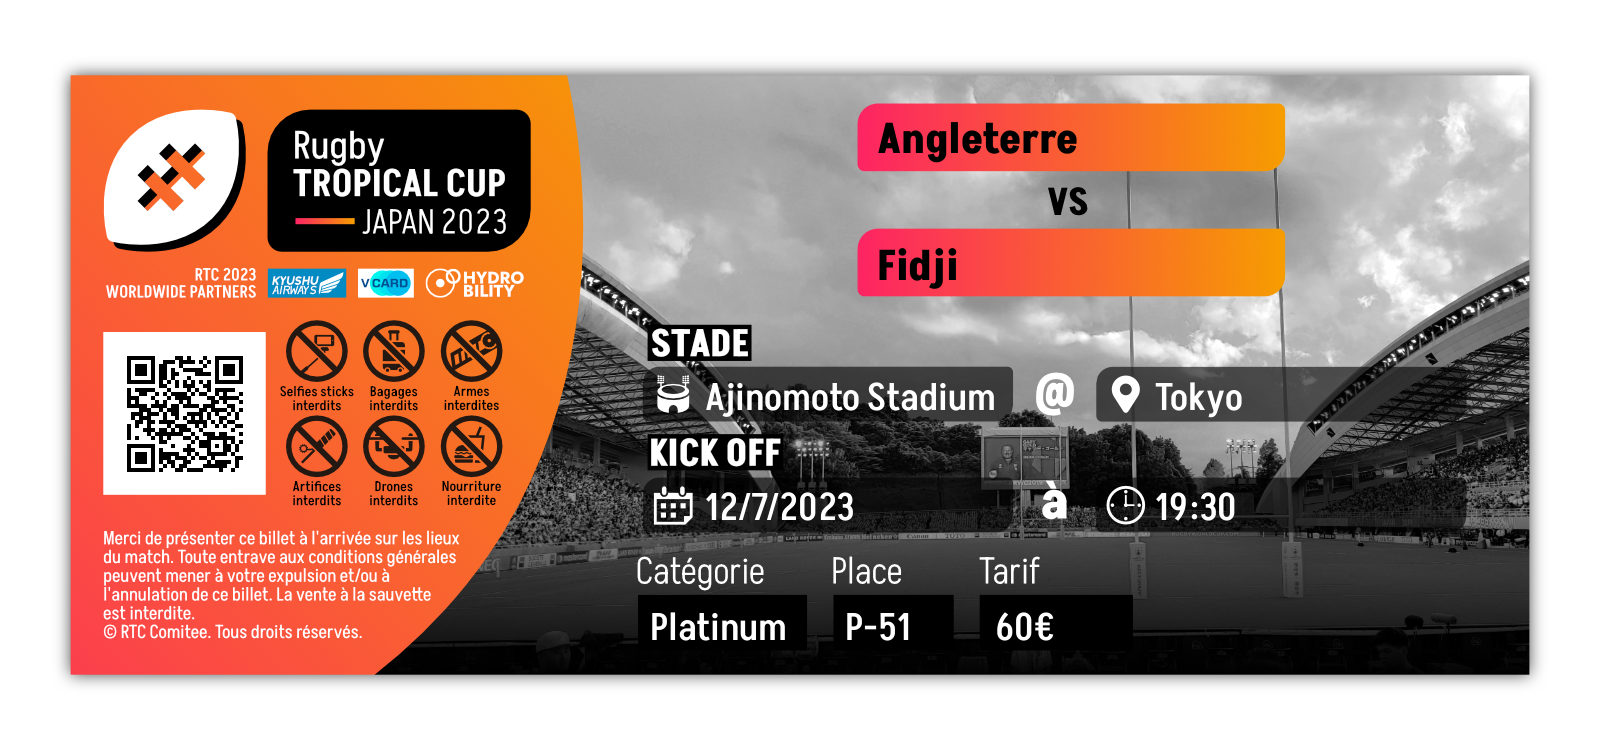 Rugby
TROPICAL CUP
JAPAN 2023
RTC 2023
WORLDWIDE PARTNERS
KYUSHU
AIRWAYS
VCARD
HYDRO
BILITY
Selfies sticks
interdits
Bagages
interdits
Armes
interdites
Artifices
interdits
Drones
interdits
Nourriture
interdite
Merci de présenter ce billet à l'arrivée sur les lieux
du match. Toute entrave aux conditions générales
peuvent mener à votre expulsion et/ou à
l'annulation de ce billet. La vente à la sauvette
est interdite.
© RTC Comitee. Tous droits réservés.
Angleterre
VS
Fidji
STADE
Ajinomoto Stadium @ Tokyo
KICK OFF
12/7/2023 à 19:30
Catégorie Place Tarif
Platinum P-51 60€